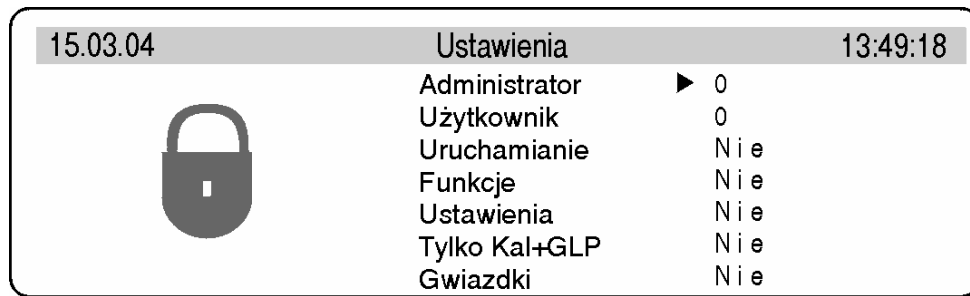 15.03.04 Ustawienia 13:49:18
Administrator ▶ 0
Użytkownik 0
Uruchamianie Nie
Funkcje Nie
Ustawienia Nie
Tylko Kal+GLP Nie
Gwiazdki Nie